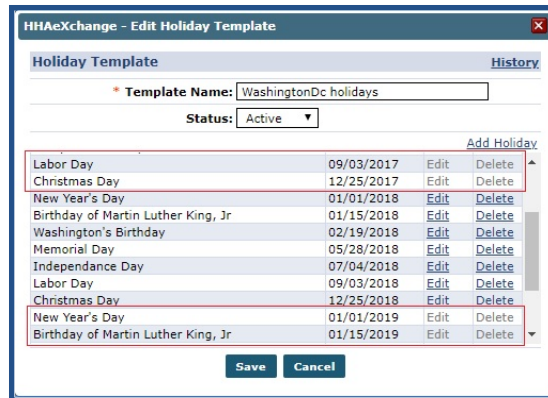 HHAeXchange - Edit Holiday Template X
Holiday Template History
* Template Name: WashingtonDc holidays
Status: Active
Add Holiday
Labor Day 09/03/2017 Edit Delete
Christmas Day 12/25/2017 Edit Delete
New Year's Day 01/01/2018 Edit Delete
Birthday of Martin Luther King, Jr 01/15/2018 Edit Delete
Washington's Birthday 02/19/2018 Edit Delete
Memorial Day 05/28/2018 Edit Delete
Independance Day 07/04/2018 Edit Delete
Labor Day 09/03/2018 Edit Delete
Christmas Day 12/25/2018 Edit Delete
New Year's Day 01/01/2019 Edit Delete
Birthday of Martin Luther King, Jr 01/15/2019 Edit Delete
Save Cancel